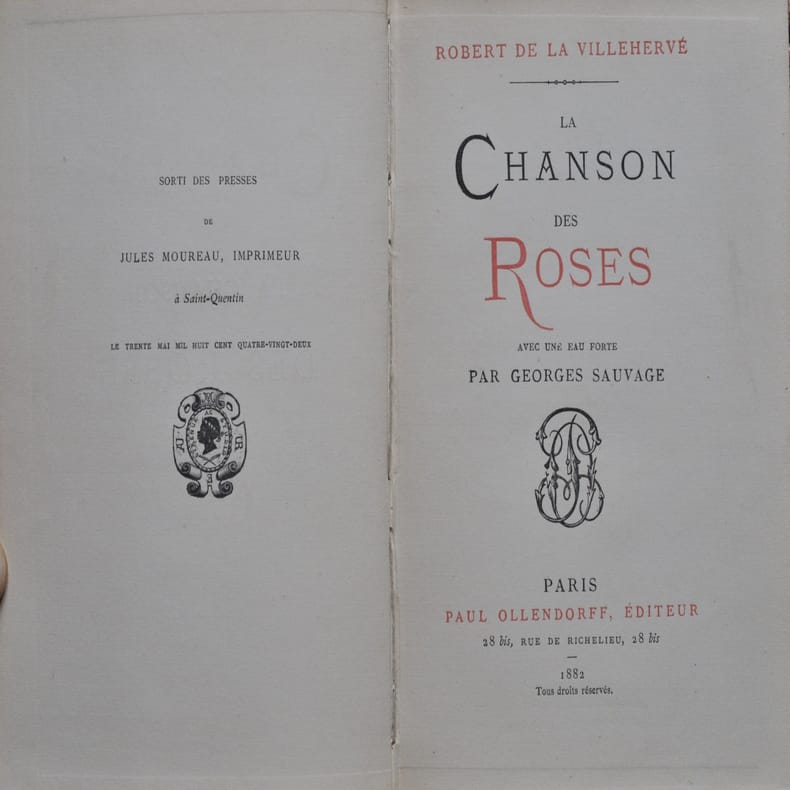 SORTI DES PRESSES
DE
JULES MOUREAU, IMPRIMEUR
à Saint-Quentin
LE TRENTE MAI MIL HUIT CENT QUATRE-VINGT-DEUX
ROBERT DE LA VILLEHERVÉ
LA
CHANSON
DES
ROSES
AVEC UNE EAU FORTE
PAR GEORGES SAUVAGE
PARIS
PAUL OLLENDORFF, ÉDITEUR
28 bis, RUE DE RICHELIEU, 28 bis
1882
Tous droits réservés.